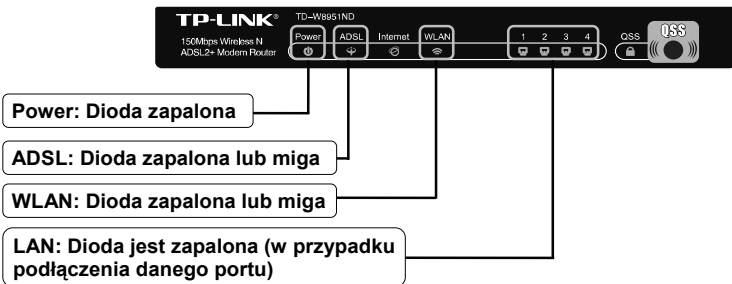 TP-LINK® TD-W8951ND
150Mbps Wireless N
ADSL2+ Modem Router
Power ADSL Internet WLAN 1 2 3 4 QSS QSS
Power: Dioda zapalona
ADSL: Dioda zapalona lub miga
WLAN: Dioda zapalona lub miga
LAN: Dioda jest zapalona (w przypadku
podłączenia danego portu)